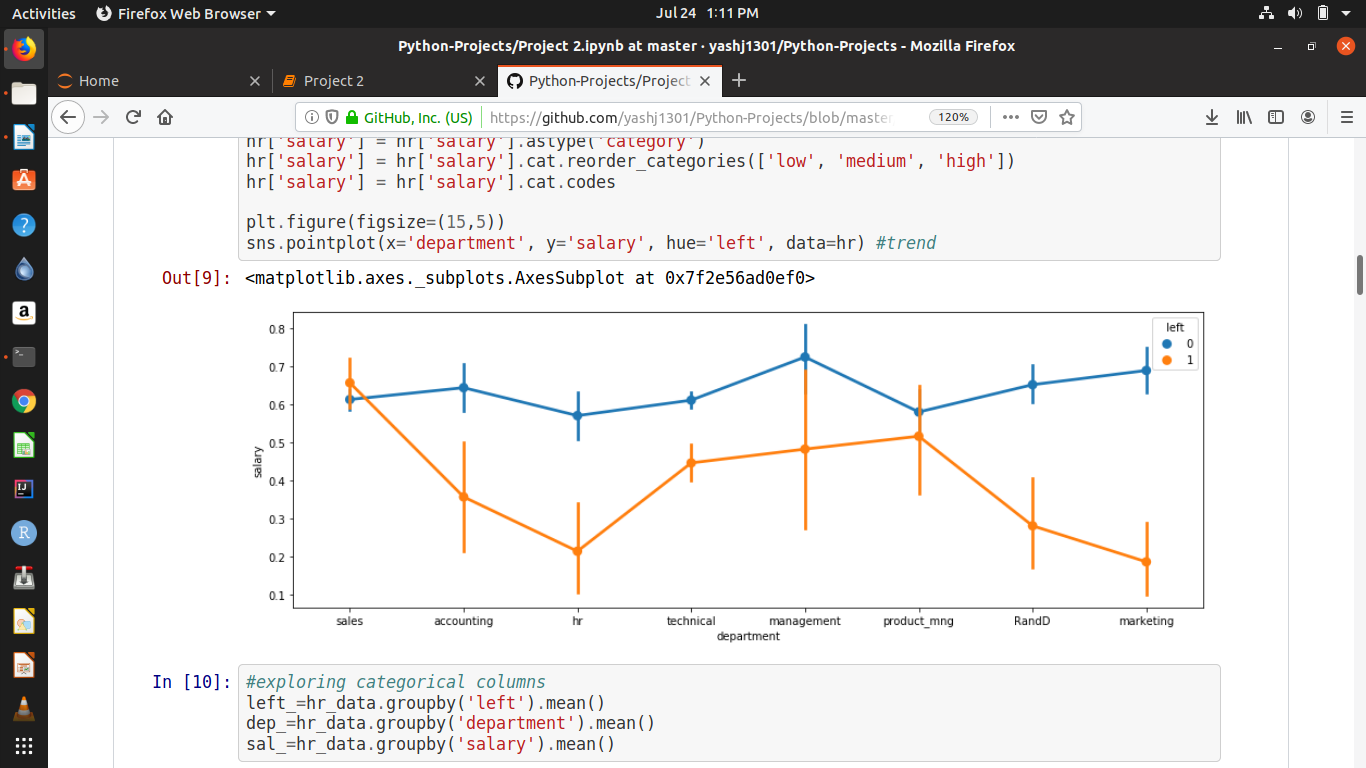 Activities Firefox Web Browser Jul 24 1:11 PM
Python-Projects/Project 2.ipynb at master · yashj1301/Python-Projects - Mozilla Firefox
Home Project 2 Python-Projects/Project
GitHub, Inc. (US) https://github.com/yashj1301/Python-Projects/blob/master 120%
hr['salary'] = hr['salary'].astype('category')
hr['salary'] = hr['salary'].cat.reorder_categories(['low', 'medium', 'high'])
hr['salary'] = hr['salary'].cat.codes
plt.figure(figsize=(15,5))
sns.pointplot(x='department', y='salary', hue='left', data=hr) #trend
Out[9]: <matplotlib.axes._subplots.AxesSubplot at 0x7f2e56ad0ef0>
left
0
1
0.8
0.7
0.6
0.5
0.4
0.3
0.2
0.1
salary
sales accounting hr technical management product_mng RandD marketing
department
In [10]: #exploring categorical columns
left_=hr_data.groupby('left').mean()
dep_=hr_data.groupby('department').mean()
sal_=hr_data.groupby('salary').mean()